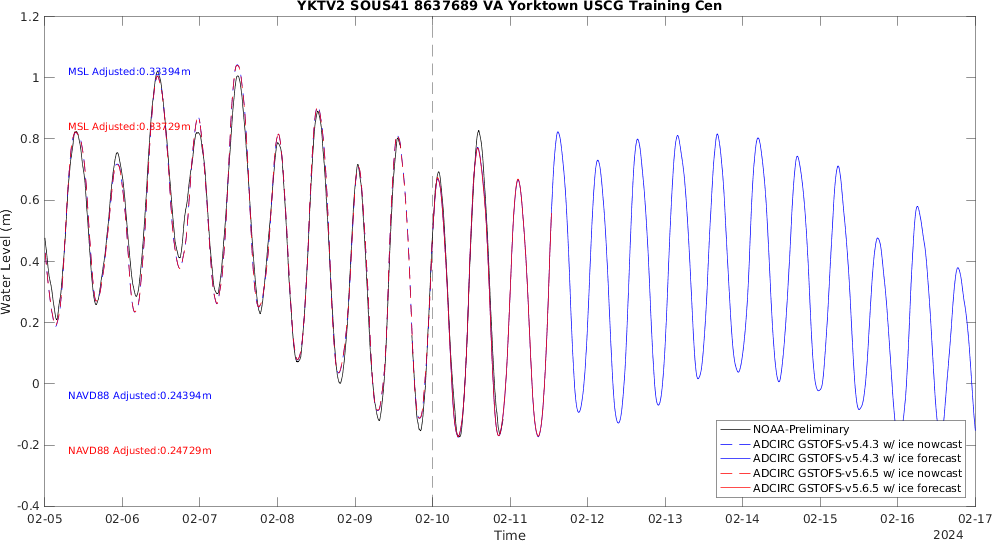 YKTV2 SOUS41 8637689 VA Yorktown USCG Training Cen
1.2
1
0.8
0.6
0.4
0.2
0
-0.2
-0.4
Water Level (m)
MSL Adjusted:0.33394m
MSL Adjusted:0.33729m
NAVD88 Adjusted:0.24394m
NAVD88 Adjusted:0.24729m
NOAA-Preliminary
ADCIRC GSTOFS-v5.4.3 w/ ice nowcast
ADCIRC GSTOFS-v5.4.3 w/ ice forecast
ADCIRC GSTOFS-v5.6.5 w/ ice nowcast
ADCIRC GSTOFS-v5.6.5 w/ ice forecast
02-05 02-06 02-07 02-08 02-09 02-10 02-11 02-12 02-13 02-14 02-15 02-16 02-17
Time
2024